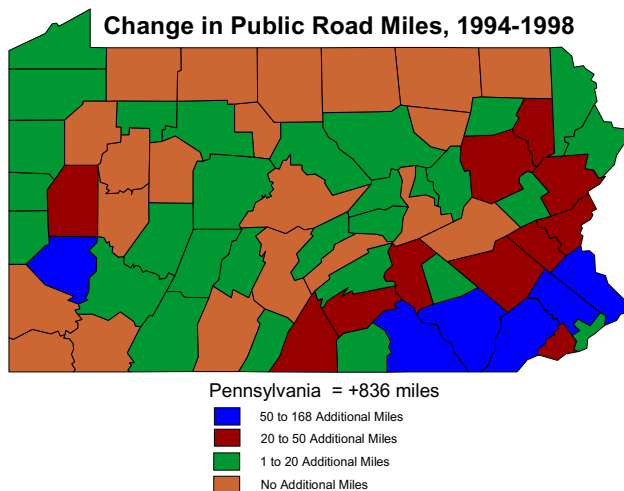 Change in Public Road Miles, 1994-1998
Pennsylvania = +836 miles
50 to 168 Additional Miles
20 to 50 Additional Miles
1 to 20 Additional Miles
No Additional Miles